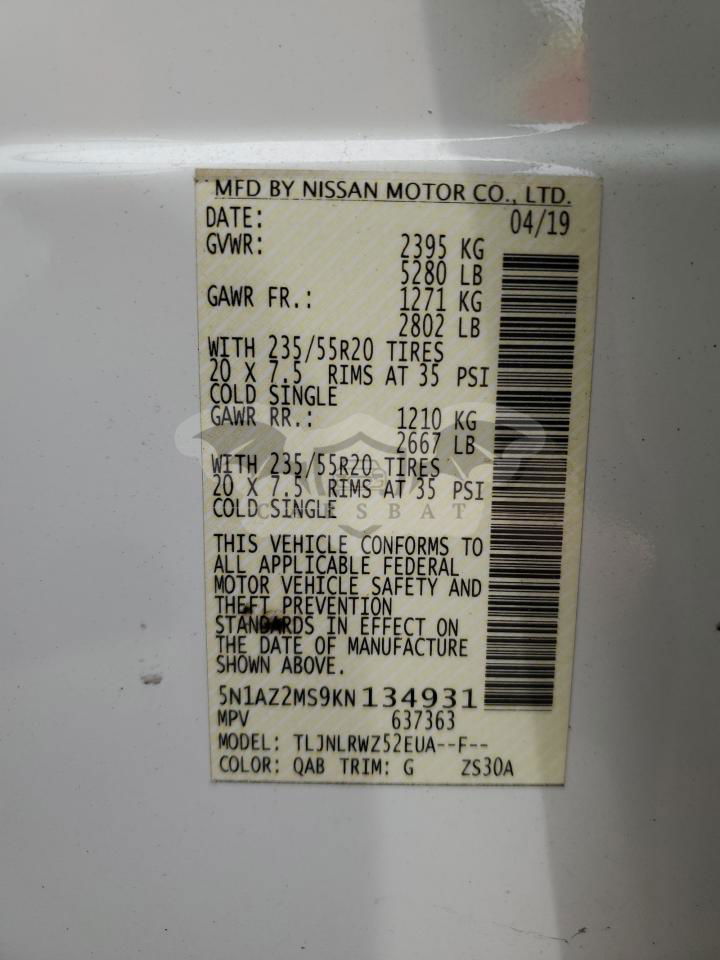 MFD BY NISSAN MOTOR CO., LTD.
DATE: 04/19
GVWR: 2395 KG
5280 LB
GAWR FR.: 1271 KG
2802 LB
WITH 235/55R20 TIRES
20 X 7.5 RIMS AT 35 PSI
COLD SINGLE
GAWR RR.: 1210 KG
2667 LB
WITH 235/55R20 TIRES
20 X 7.5 RIMS AT 35 PSI
COLD SINGLE
THIS VEHICLE CONFORMS TO
ALL APPLICABLE FEDERAL
MOTOR VEHICLE SAFETY AND
THEFT PREVENTION
STANDARDS IN EFFECT ON
THE DATE OF MANUFACTURE
SHOWN ABOVE.
5N1AZ2MS9KN134931
MPV 637363
MODEL: TLJNLRWZ52EUA--F--
COLOR: QAB TRIM: G ZS30A